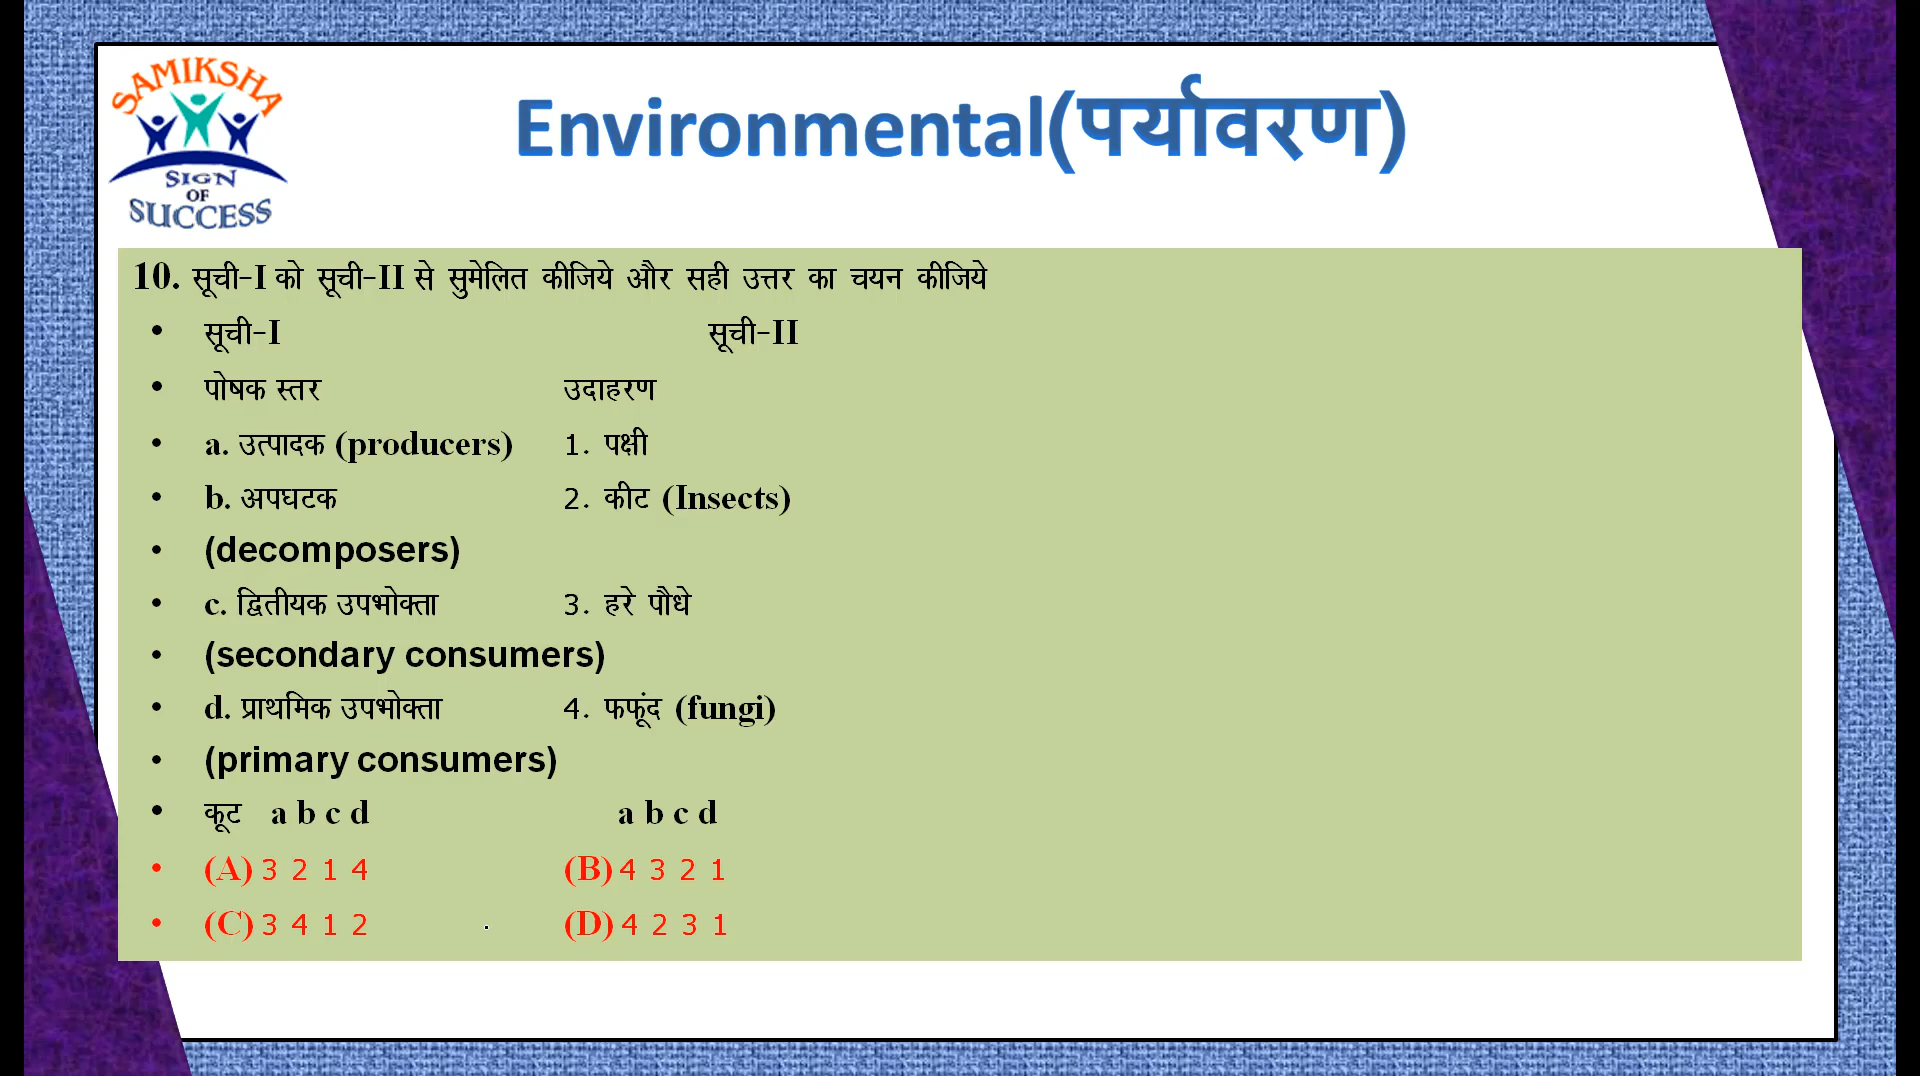 SAMIKSHA
SIGN
OF
SUCCESS
Environmental(पर्यावरण)
10. सूची-I को सूची-II से सुमेलित कीजिये और सही उत्तर का चयन कीजिये
• सूची-I सूची-II
• पोषक स्तर उदाहरण
• a. उत्पादक (producers) 1. पक्षी
• b. अपघटक 2. कीट (Insects)
• (decomposers)
• c. द्वितीयक उपभोक्ता 3. हरे पौधे
• (secondary consumers)
• d. प्राथमिक उपभोक्ता 4. फफूंद (fungi)
• (primary consumers)
• कूट a b c d a b c d
• (A) 3 2 1 4 (B) 4 3 2 1
• (C) 3 4 1 2 (D) 4 2 3 1